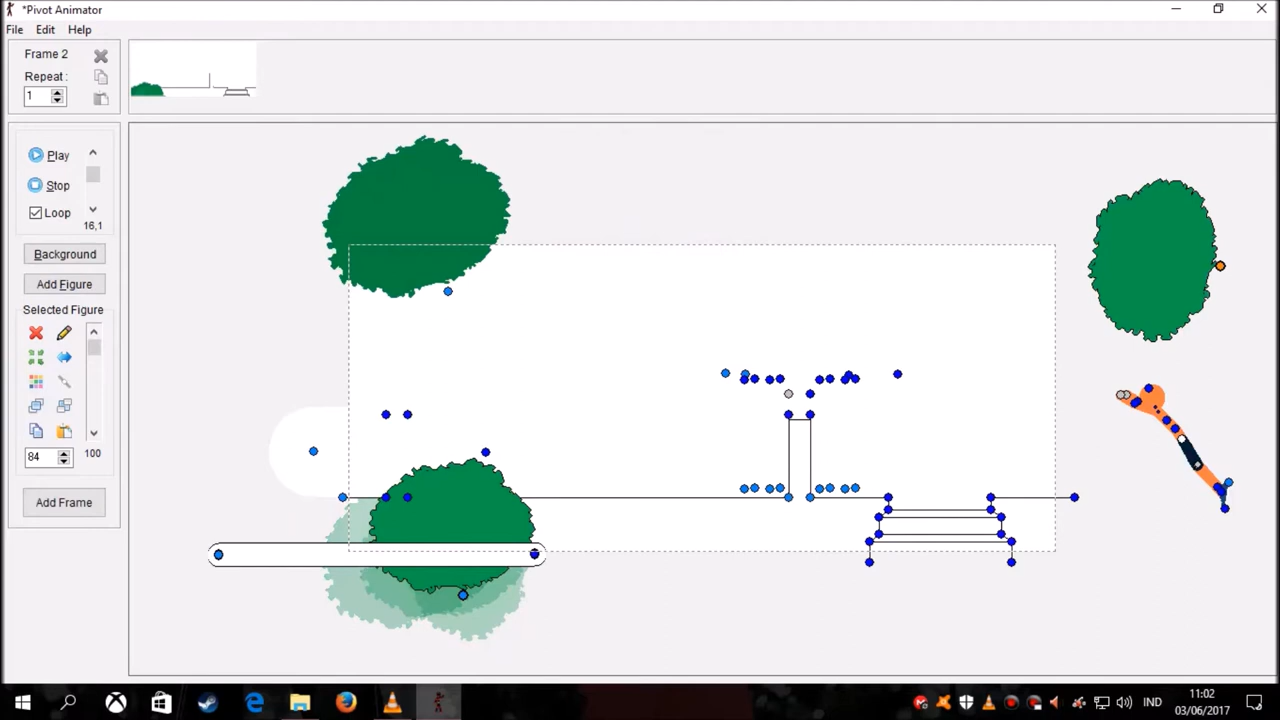 *Pivot Animator
File Edit Help
Frame 2
Repeat:
1
Play
Stop
Loop
16,1
Background
Add Figure
Selected Figure
84
100
Add Frame
IND
11:02
03/06/2017